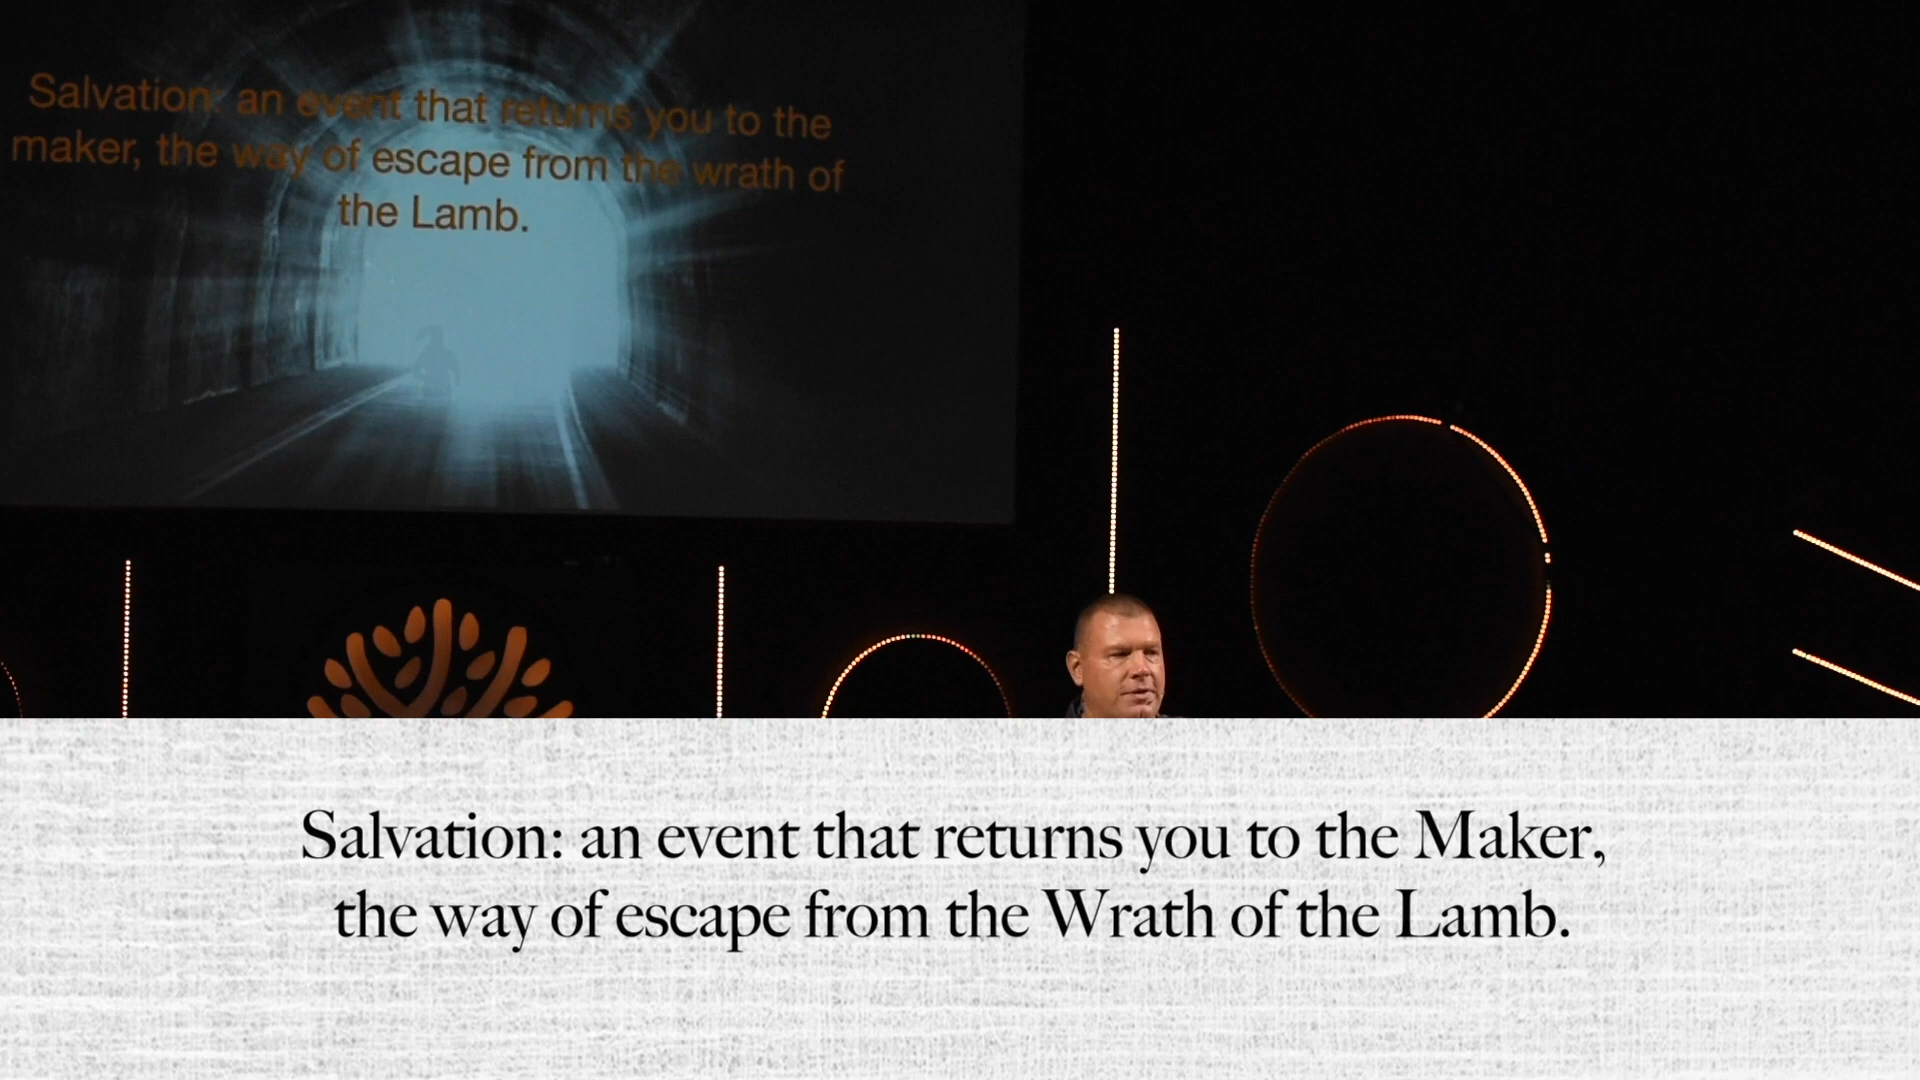 Salvation: an event that returns you to the
maker, the way of escape from the wrath of
the Lamb.
Salvation: an event that returns you to the Maker,
the way of escape from the Wrath of the Lamb.